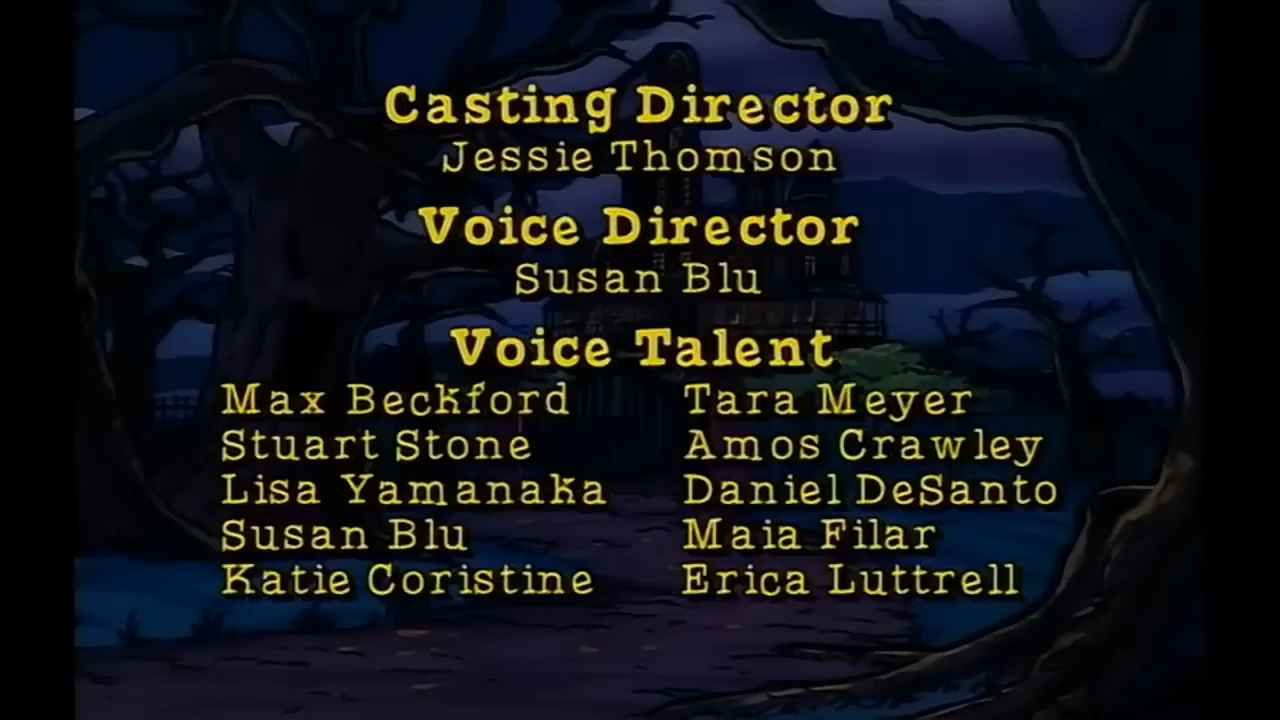 Casting Director
Jessie Thomson
Voice Director
Susan Blu
Voice Talent
Max Beckford Tara Meyer
Stuart Stone Amos Crawley
Lisa Yamanaka Daniel DeSanto
Susan Blu Maia Filar
Katie Coristine Erica Luttrell